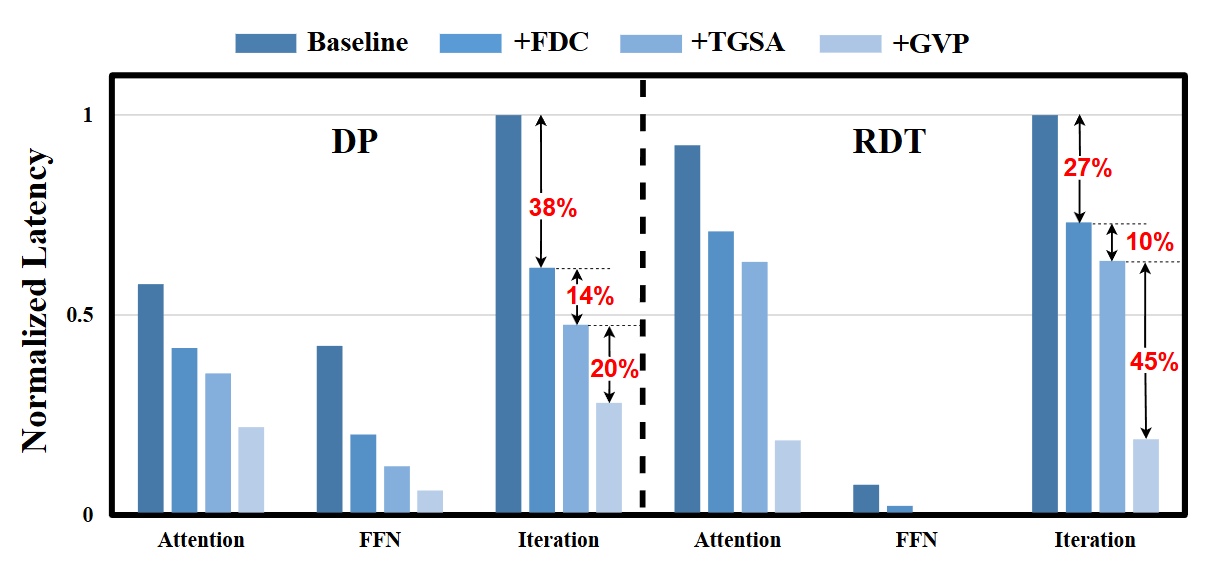 Baseline +FDC +TGSA +GVP
Normalized Latency
1
0.5
0
DP
38%
14%
20%
RDT
27%
10%
45%
Attention FFN Iteration Attention FFN Iteration